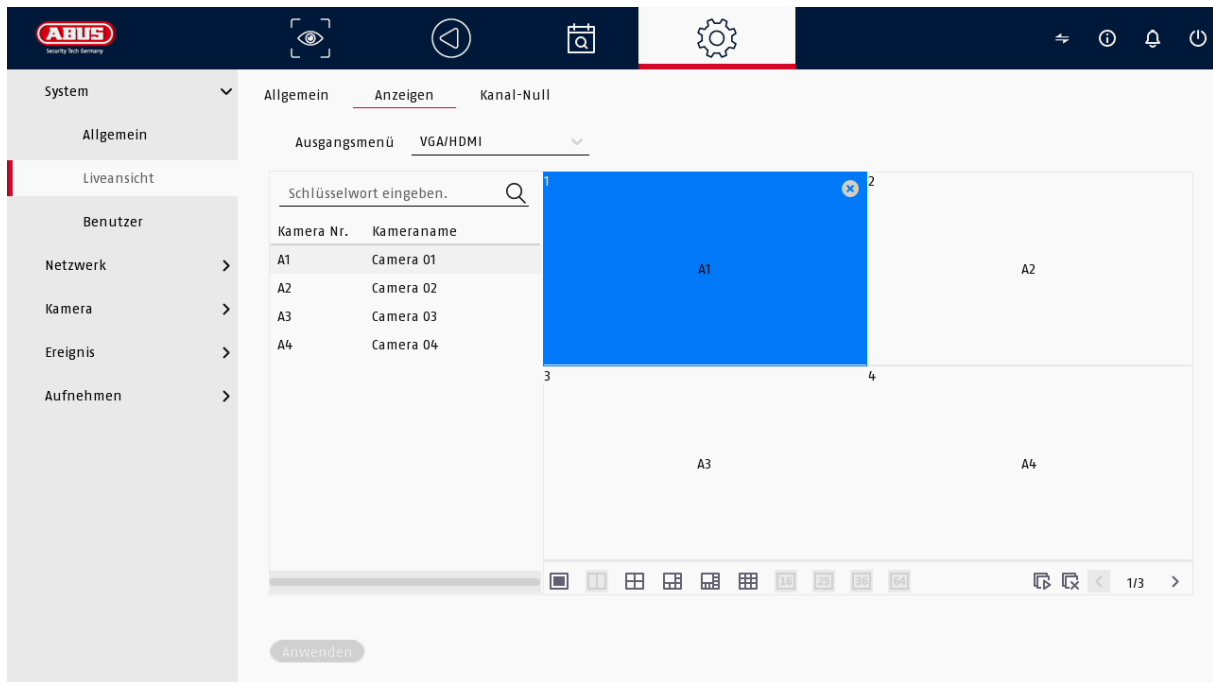 ABUS
Security Tech Germany
System
Allgemein
Liveansicht
Benutzer
Netzwerk
Kamera
Ereignis
Aufnehmen
Allgemein Anzeigen Kanal-Null
Ausgangsmenü VGA/HDMI
Schlüsselwort eingeben.
Kamera Nr. Kameraname
A1 Camera 01
A2 Camera 02
A3 Camera 03
A4 Camera 04
1 2
A1 A2
3 4
A3 A4
16 25 36 64 1/3
Anwenden